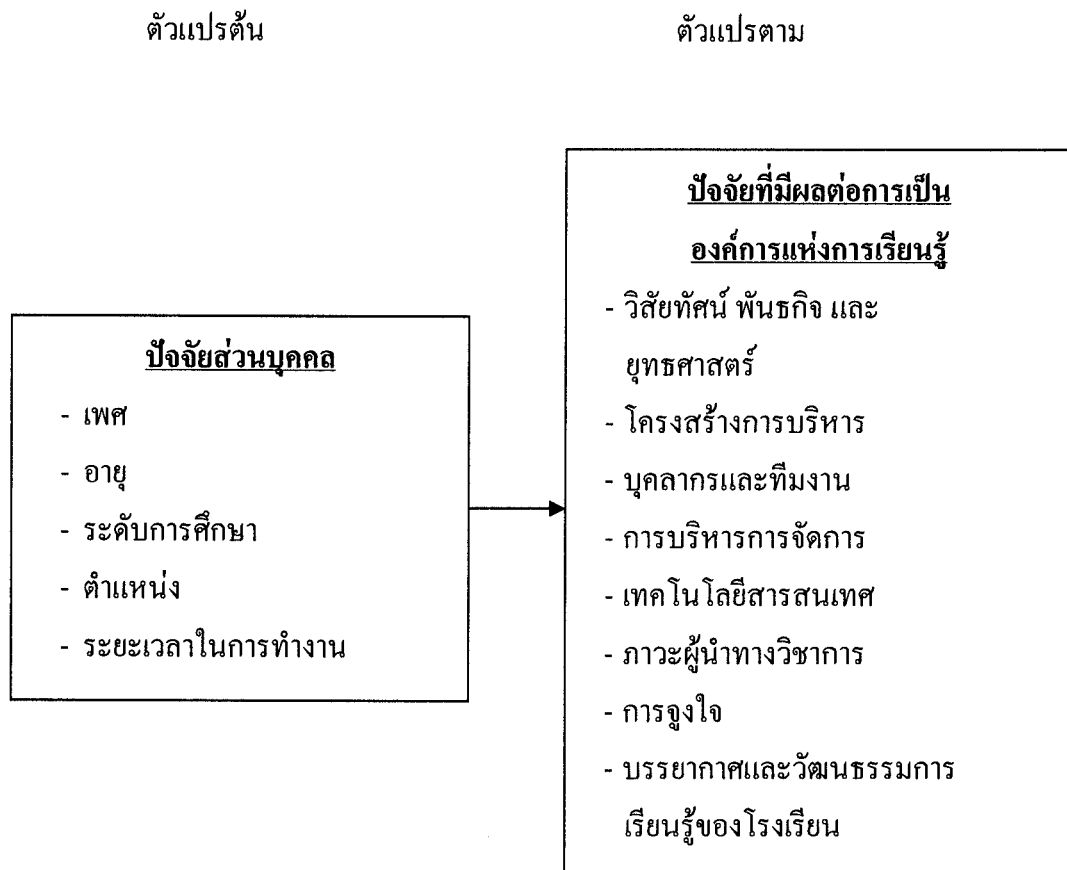 ตัวแปรต้น
ตัวแปรตาม
ปัจจัยส่วนบุคคล
- เพศ
- อายุ
- ระดับการศึกษา
- ตำแหน่ง
- ระยะเวลาในการทำงาน
ปัจจัยที่มีผลต่อการเป็น
องค์การแห่งการเรียนรู้
- วิสัยทัศน์ พันธกิจ และ
ยุทธศาสตร์
- โครงสร้างการบริหาร
- บุคลากรและทีมงาน
- การบริหารการจัดการ
- เทคโนโลยีสารสนเทศ
- ภาวะผู้นำทางวิชาการ
- การจูงใจ
- บรรยากาศและวัฒนธรรมการ
เรียนรู้ของโรงเรียน